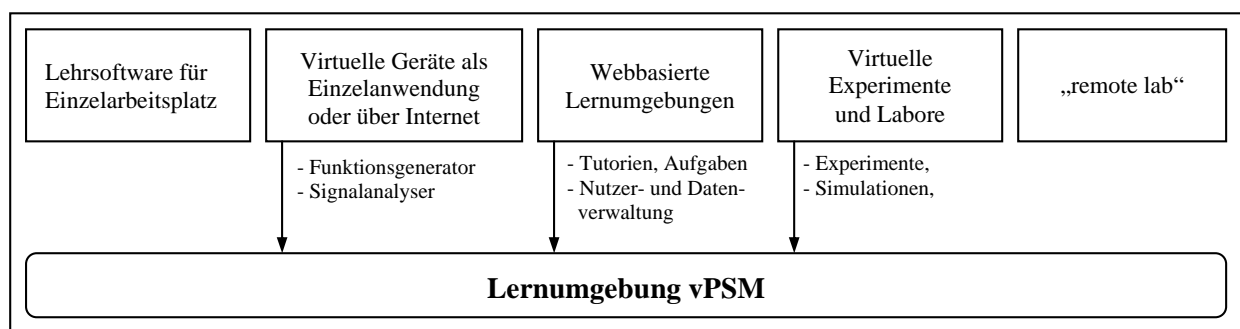 Lehrsoftware für
Einzelarbeitsplatz
Virtuelle Geräte als
Einzelanwendung
oder über Internet
Webbasierte
Lernumgebungen
Virtuelle
Experimente
und Labore
„remote lab“
- Funktionsgenerator
- Signalanalyser
- Tutorien, Aufgaben
- Nutzer- und Daten-
verwaltung
- Experimente,
- Simulationen,
Lernumgebung vPSM